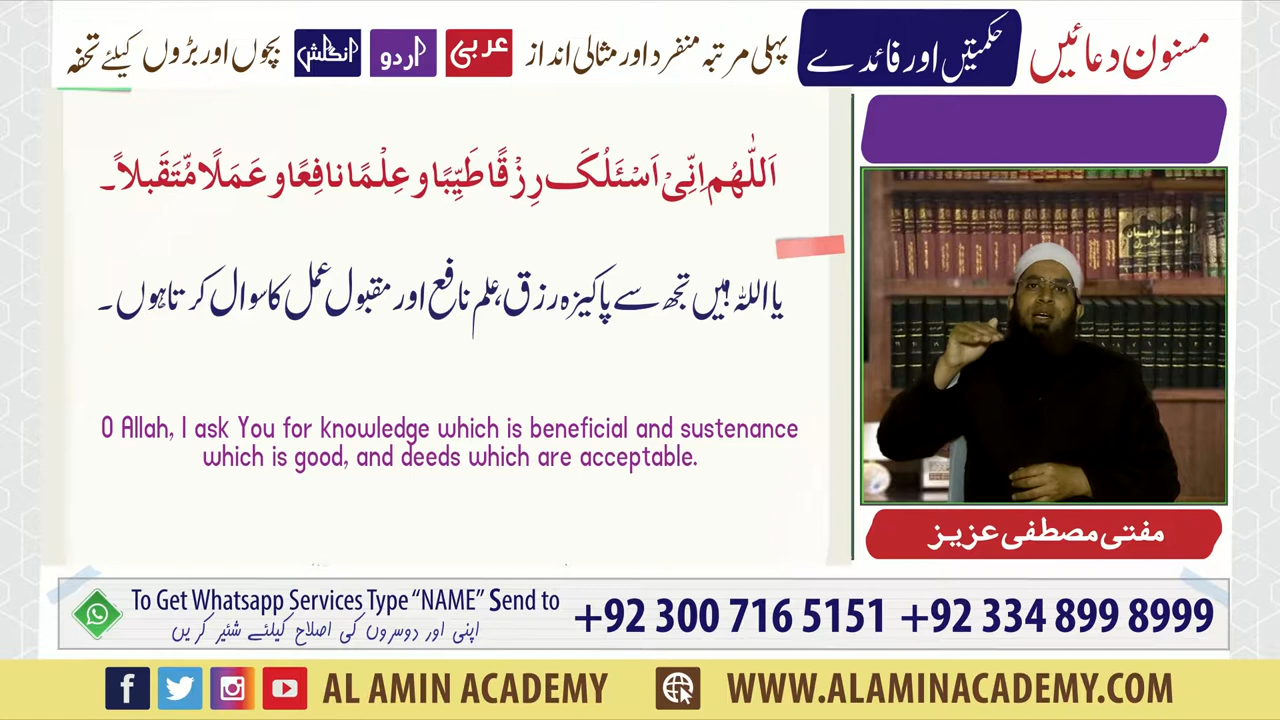 مسنون دعائیں حکمتیں اور فائدے پہلی مرتبہ منفرد اور مثالی انداز عربی اردو انگلش بچوں اور بڑوں کیلئے تحفہ
اَللّٰهُم اِنِّیْ اَسْئَلُکَ رِزْقًا طَیِّبًا و عِلْمًا نافِعًا و عَمَلًا مُّتَقَبلاً۔
یا اللہ میں تجھ سے پاکیزہ رزق، علم نافع اور مقبول عمل کا سوال کرتا ہوں۔
O Allah, I ask You for knowledge which is beneficial and sustenance
which is good, and deeds which are acceptable.
مفتی مصطفی عزیز
To Get Whatsapp Services Type “NAME” Send to
اپنی اور دوسروں کی اصلاح کیلئے شئیر کریں
+92 300 716 5151 +92 334 899 8999
AL AMIN ACADEMY WWW.ALAMINACADEMY.COM